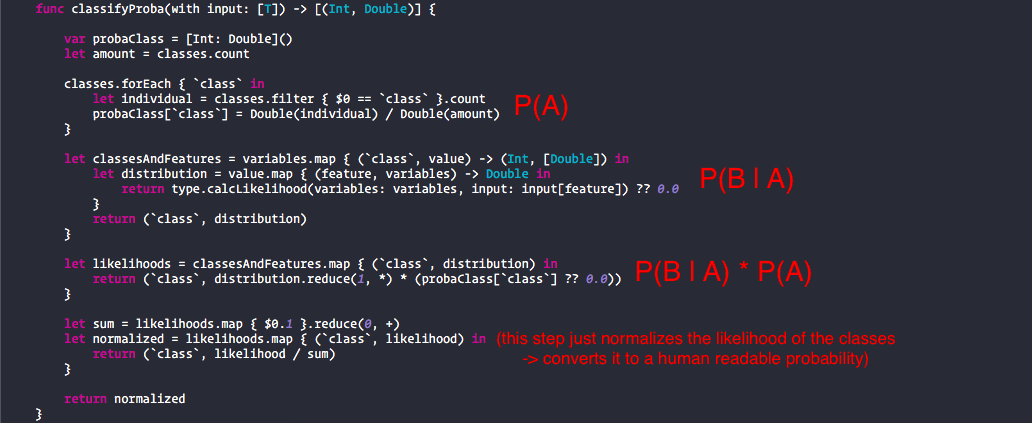 func classifyProba(with input: [T]) -> [(Int, Double)] {
var probaClass = [Int: Double]()
let amount = classes.count
classes.forEach { `class` in
let individual = classes.filter { $0 == `class` }.count
probaClass[`class`] = Double(individual) / Double(amount)
P(A)
}
let classesAndFeatures = variables.map { (`class`, value) -> (Int, [Double]) in
let distribution = value.map { (feature, variables) -> Double in
return type.calcLikelihood(variables: variables, input: input[feature]) ?? 0.0
P(B | A)
}
return (`class`, distribution)
}
let likelihoods = classesAndFeatures.map { (`class`, distribution) in
return (`class`, distribution.reduce(1, *) * (probaClass[`class`] ?? 0.0))
P(B | A) * P(A)
}
let sum = likelihoods.map { $0.1 }.reduce(0, +)
let normalized = likelihoods.map { (`class`, likelihood) in
(this step just normalizes the likelihood of the classes
return (`class`, likelihood / sum)
-> converts it to a human readable probability)
}
return normalized
}